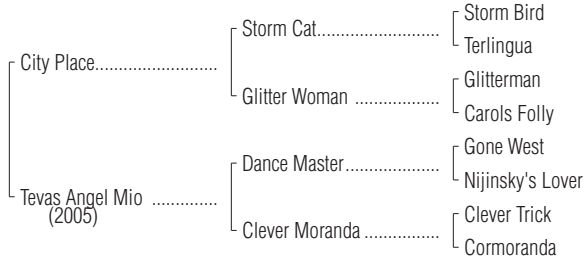 Storm Bird
Storm Cat..............................
Terlingua
City Place..............................
Glitterman
Glitter Woman .....................
Carols Folly
Gone West
Dance Master.......................
Nijinsky's Lover
Tevas Angel Mio ................
(2005)
Clever Trick
Clever Moranda ...................
Cormoranda